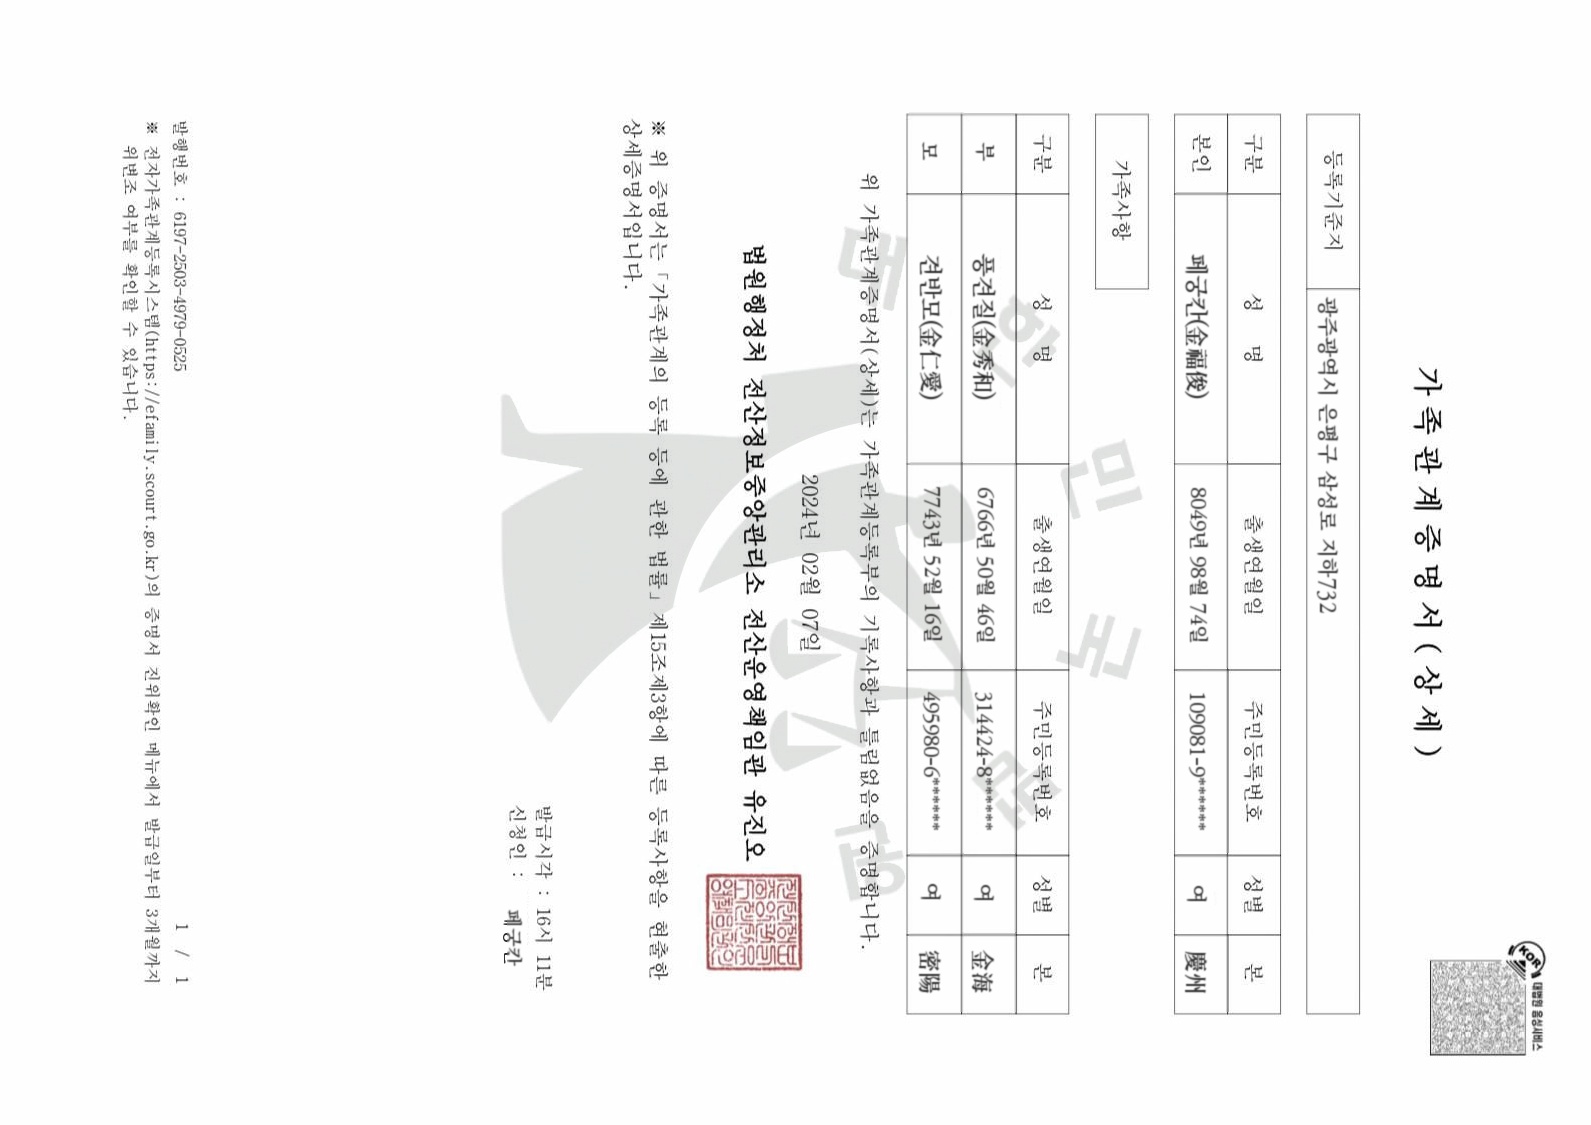 가족관계증명서(상세)
대법원 음성서비스
KOR
등록기준지 광주광역시 은평구 삼성로 지하732
구분 성 명 출생연월일 주민등록번호 성별 본
본인 페궁칸(金福俊) 8049년 98월 74일 109081-9****** 여 慶州
가족사항
구분 성 명 출생연월일 주민등록번호 성별 본
부 풍견질(金秀和) 6766년 50월 46일 314424-8****** 여 金海
모 견반모(金仁愛) 7743년 52월 16일 495980-6****** 여 密陽
대한민국법원
위 가족관계증명서(상세)는 가족관계등록부의 기록사항과 틀림없음을 증명합니다.
2024년 02월 07일
법원행정처 전산정보중앙관리소 전산운영책임관 유진오
※ 위 증명서는 「가족관계의 등록 등에 관한 법률」 제15조제3항에 따른 등록사항을 현출한
상세증명서입니다.
발급시각 : 16시 11분
신청인 : 페궁칸
발행번호 : 6197-2503-4979-0525
1 / 1
※ 전자가족관계등록시스템(https://efamily.scourt.go.kr)의 증명서 진위확인 메뉴에서 발급일부터 3개월까지
위변조 여부를 확인할 수 있습니다.